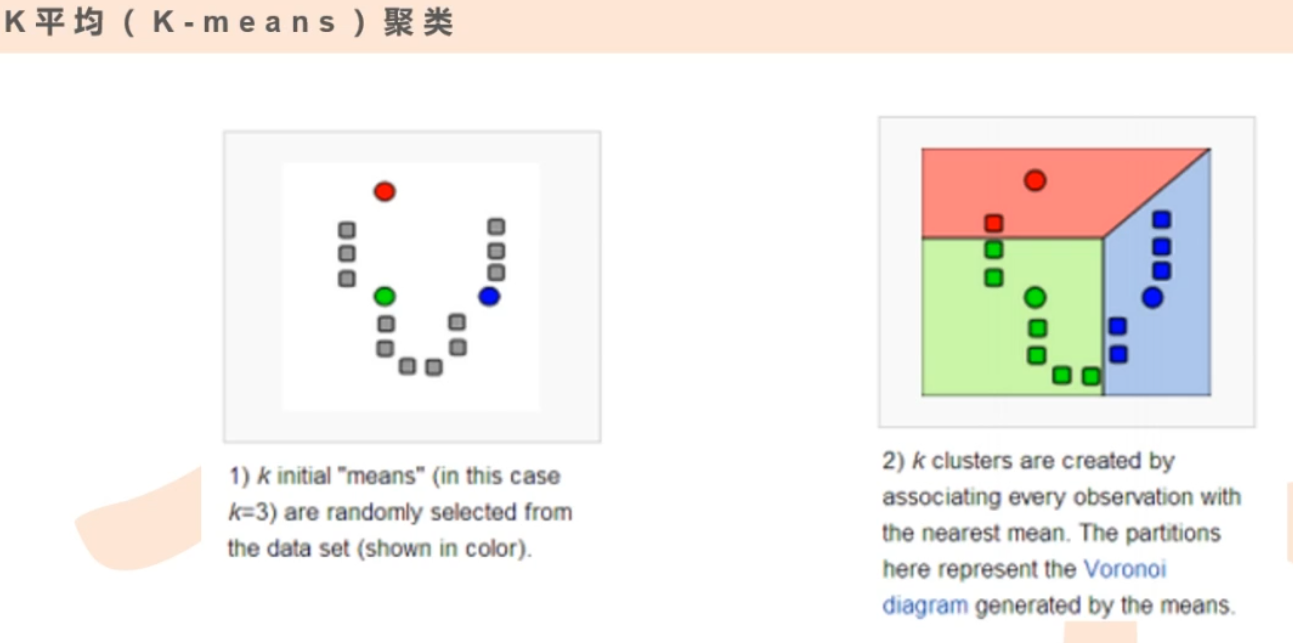 K平均（K-means）聚类
1) k initial "means" (in this case
k=3) are randomly selected from
the data set (shown in color).
2) k clusters are created by
associating every observation with
the nearest mean. The partitions
here represent the Voronoi
diagram generated by the means.